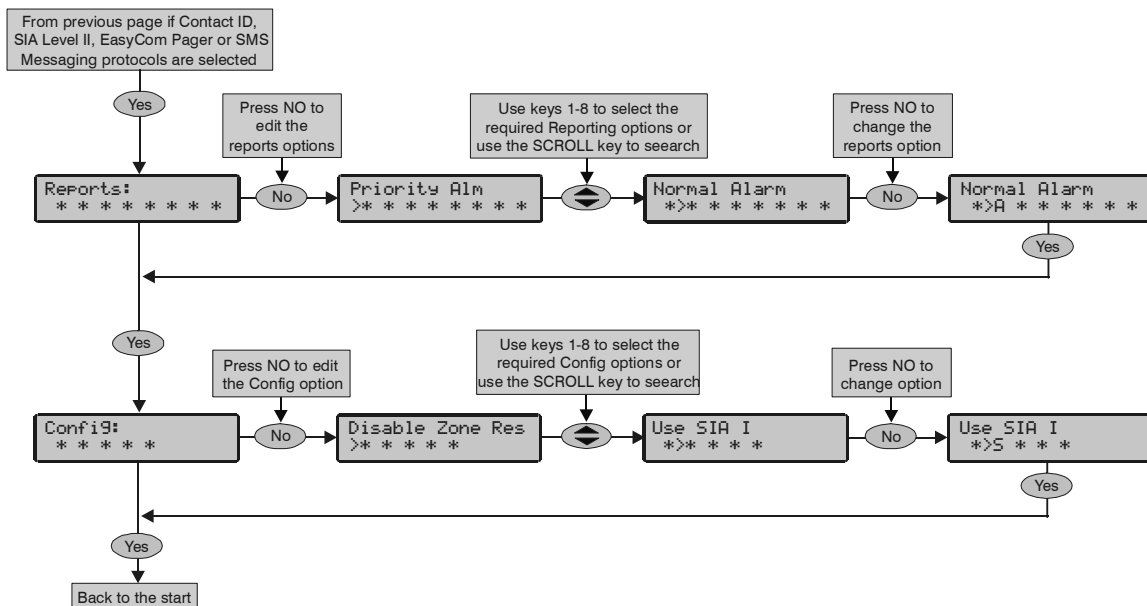 From previous page if Contact ID,
SIA Level II, EasyCom Pager or SMS
Messaging protocols are selected
Yes
Press NO to
edit the
reports options
Use keys 1-8 to select the
required Reporting options or
use the SCROLL key to seearch
Press NO to
change the
reports option
Reports:
* * * * * * * *
No
Priority Alm
>* * * * * * * *
Normal Alarm
*>* * * * * * *
No
Normal Alarm
*>A * * * * * *
Yes
Yes
Press NO to edit
the Config option
Use keys 1-8 to select the
required Config options or
use the SCROLL key to seearch
Press NO to
change option
Config:
* * * * *
No
Disable Zone Res
>* * * * *
Use SIA I
*>* * * *
No
Use SIA I
*>S * * *
Yes
Yes
Back to the start